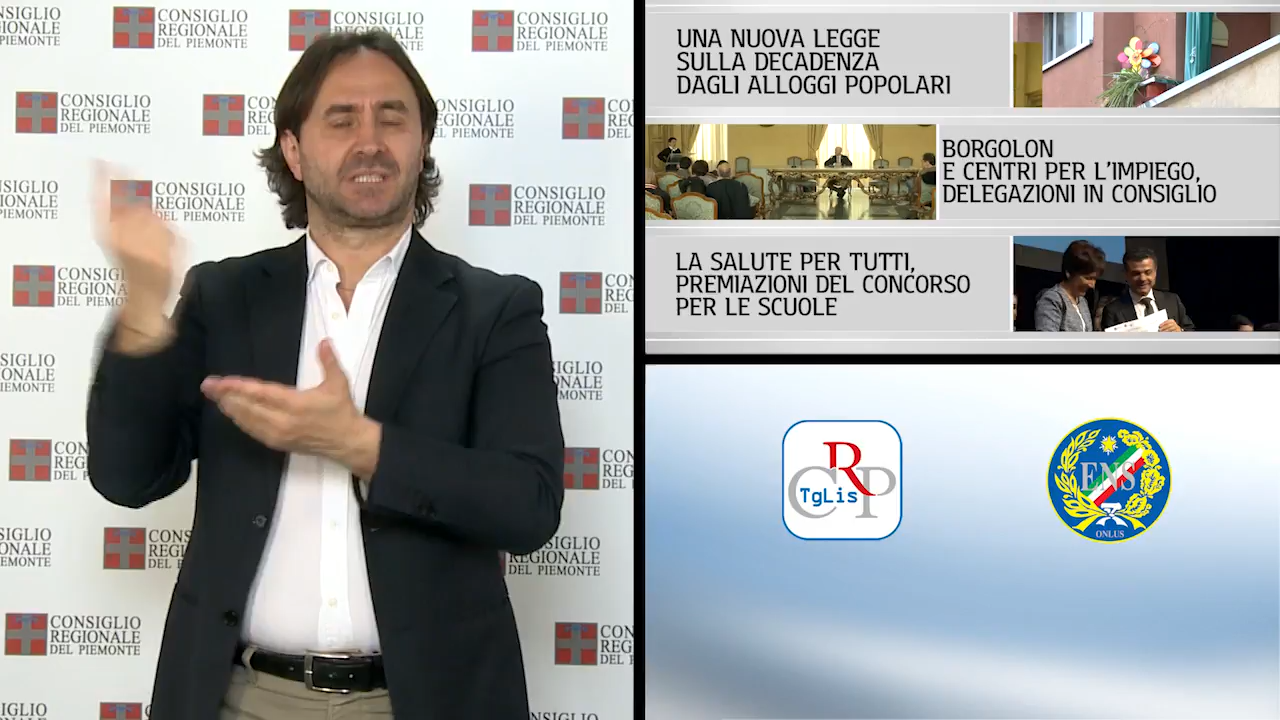 CONSIGLIO
REGIONALE
DEL PIEMONTE
UNA NUOVA LEGGE
SULLA DECADENZA
DAGLI ALLOGGI POPOLARI
BORGOLON
E CENTRI PER L'IMPIEGO,
DELEGAZIONI IN CONSIGLIO
LA SALUTE PER TUTTI,
PREMIAZIONI DEL CONCORSO
PER LE SCUOLE
CRP
TgLis
ENS
ONLUS